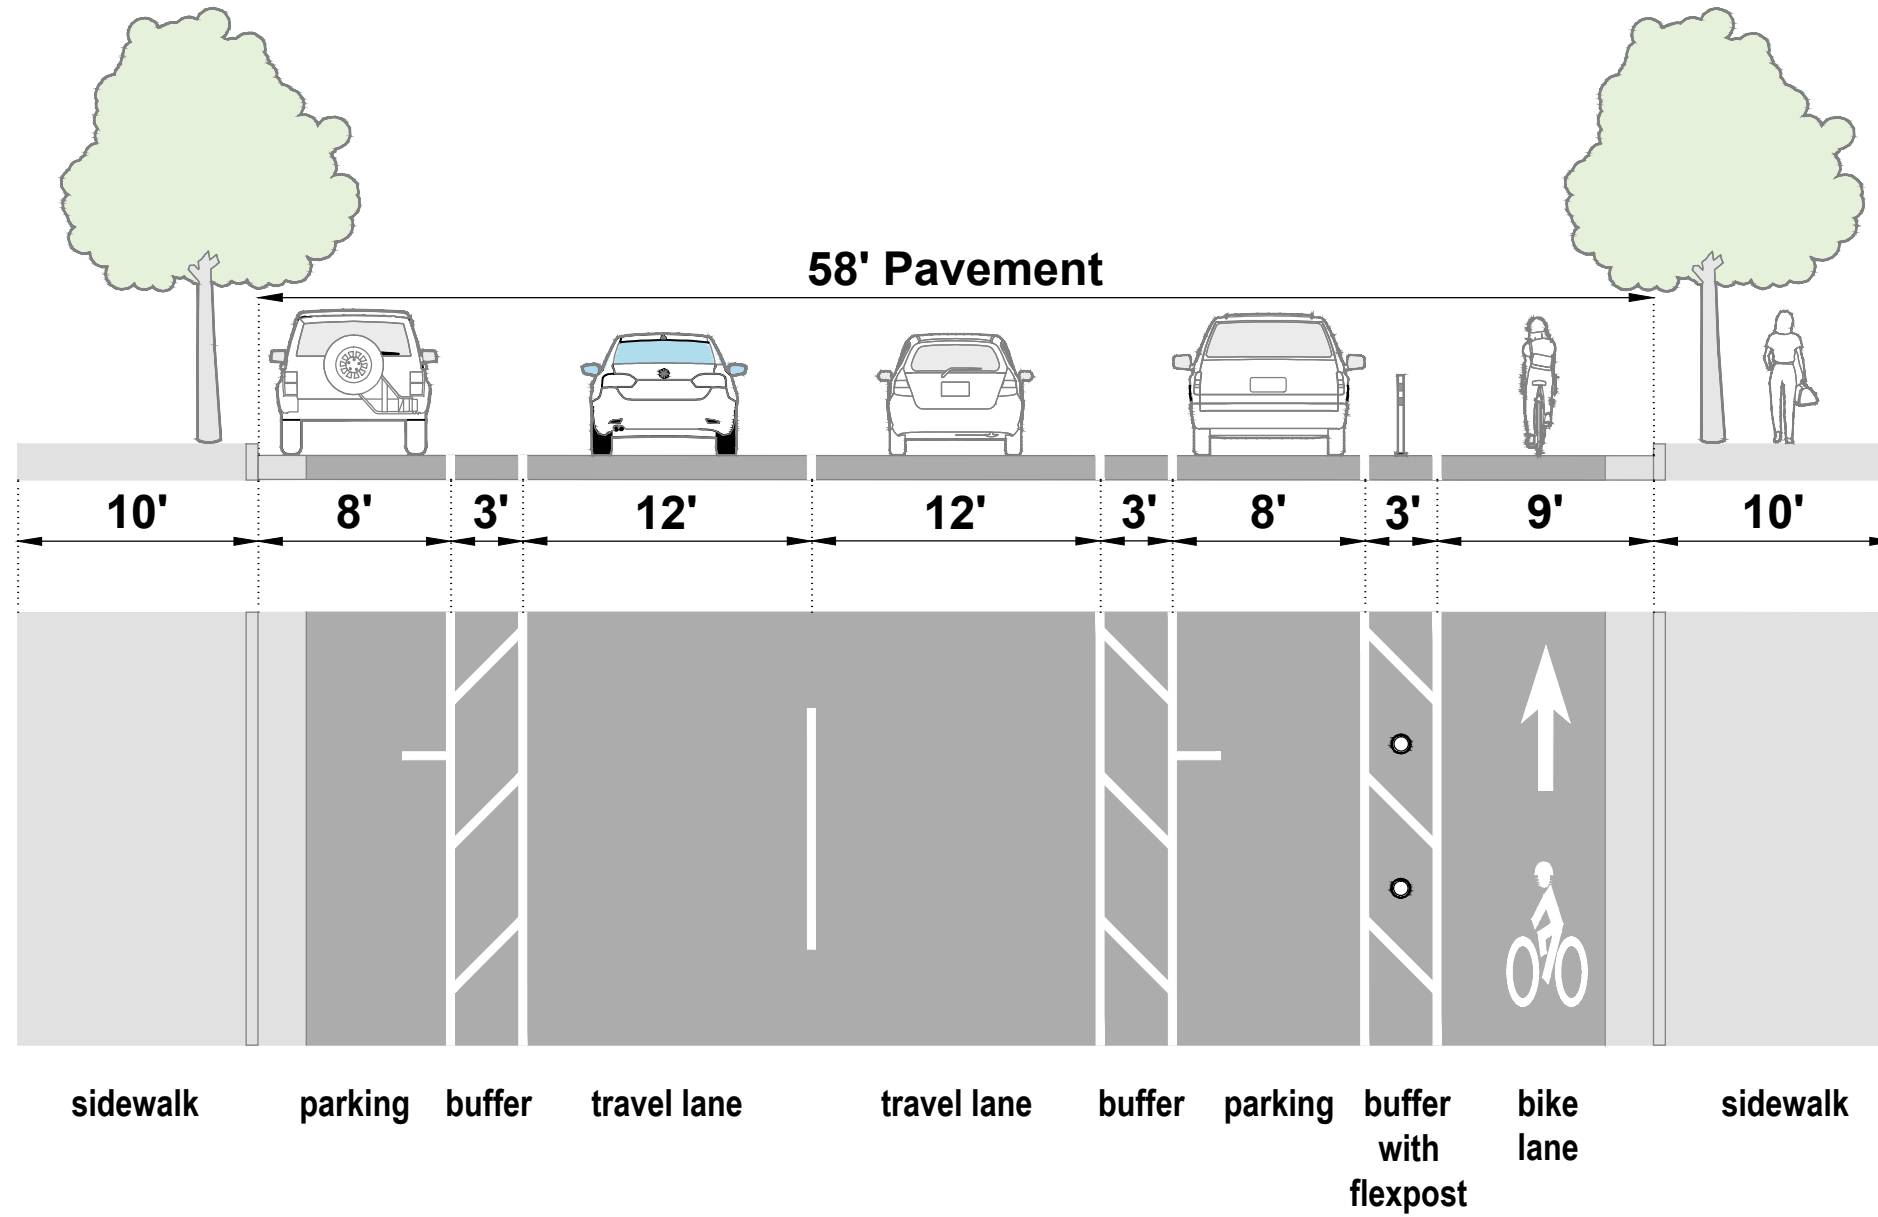 58' Pavement
10' 8' 3' 12' 12' 3' 8' 3' 9' 10'
sidewalk parking buffer travel lane travel lane buffer parking buffer with flexpost bike lane sidewalk